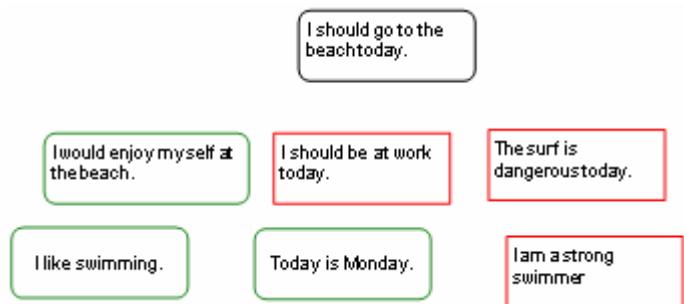 I should go to the
beach today.
I would enjoy myself at
the beach.
I should be at work
today.
The surf is
dangerous today.
I like swimming.
Today is Monday.
I am a strong
swimmer